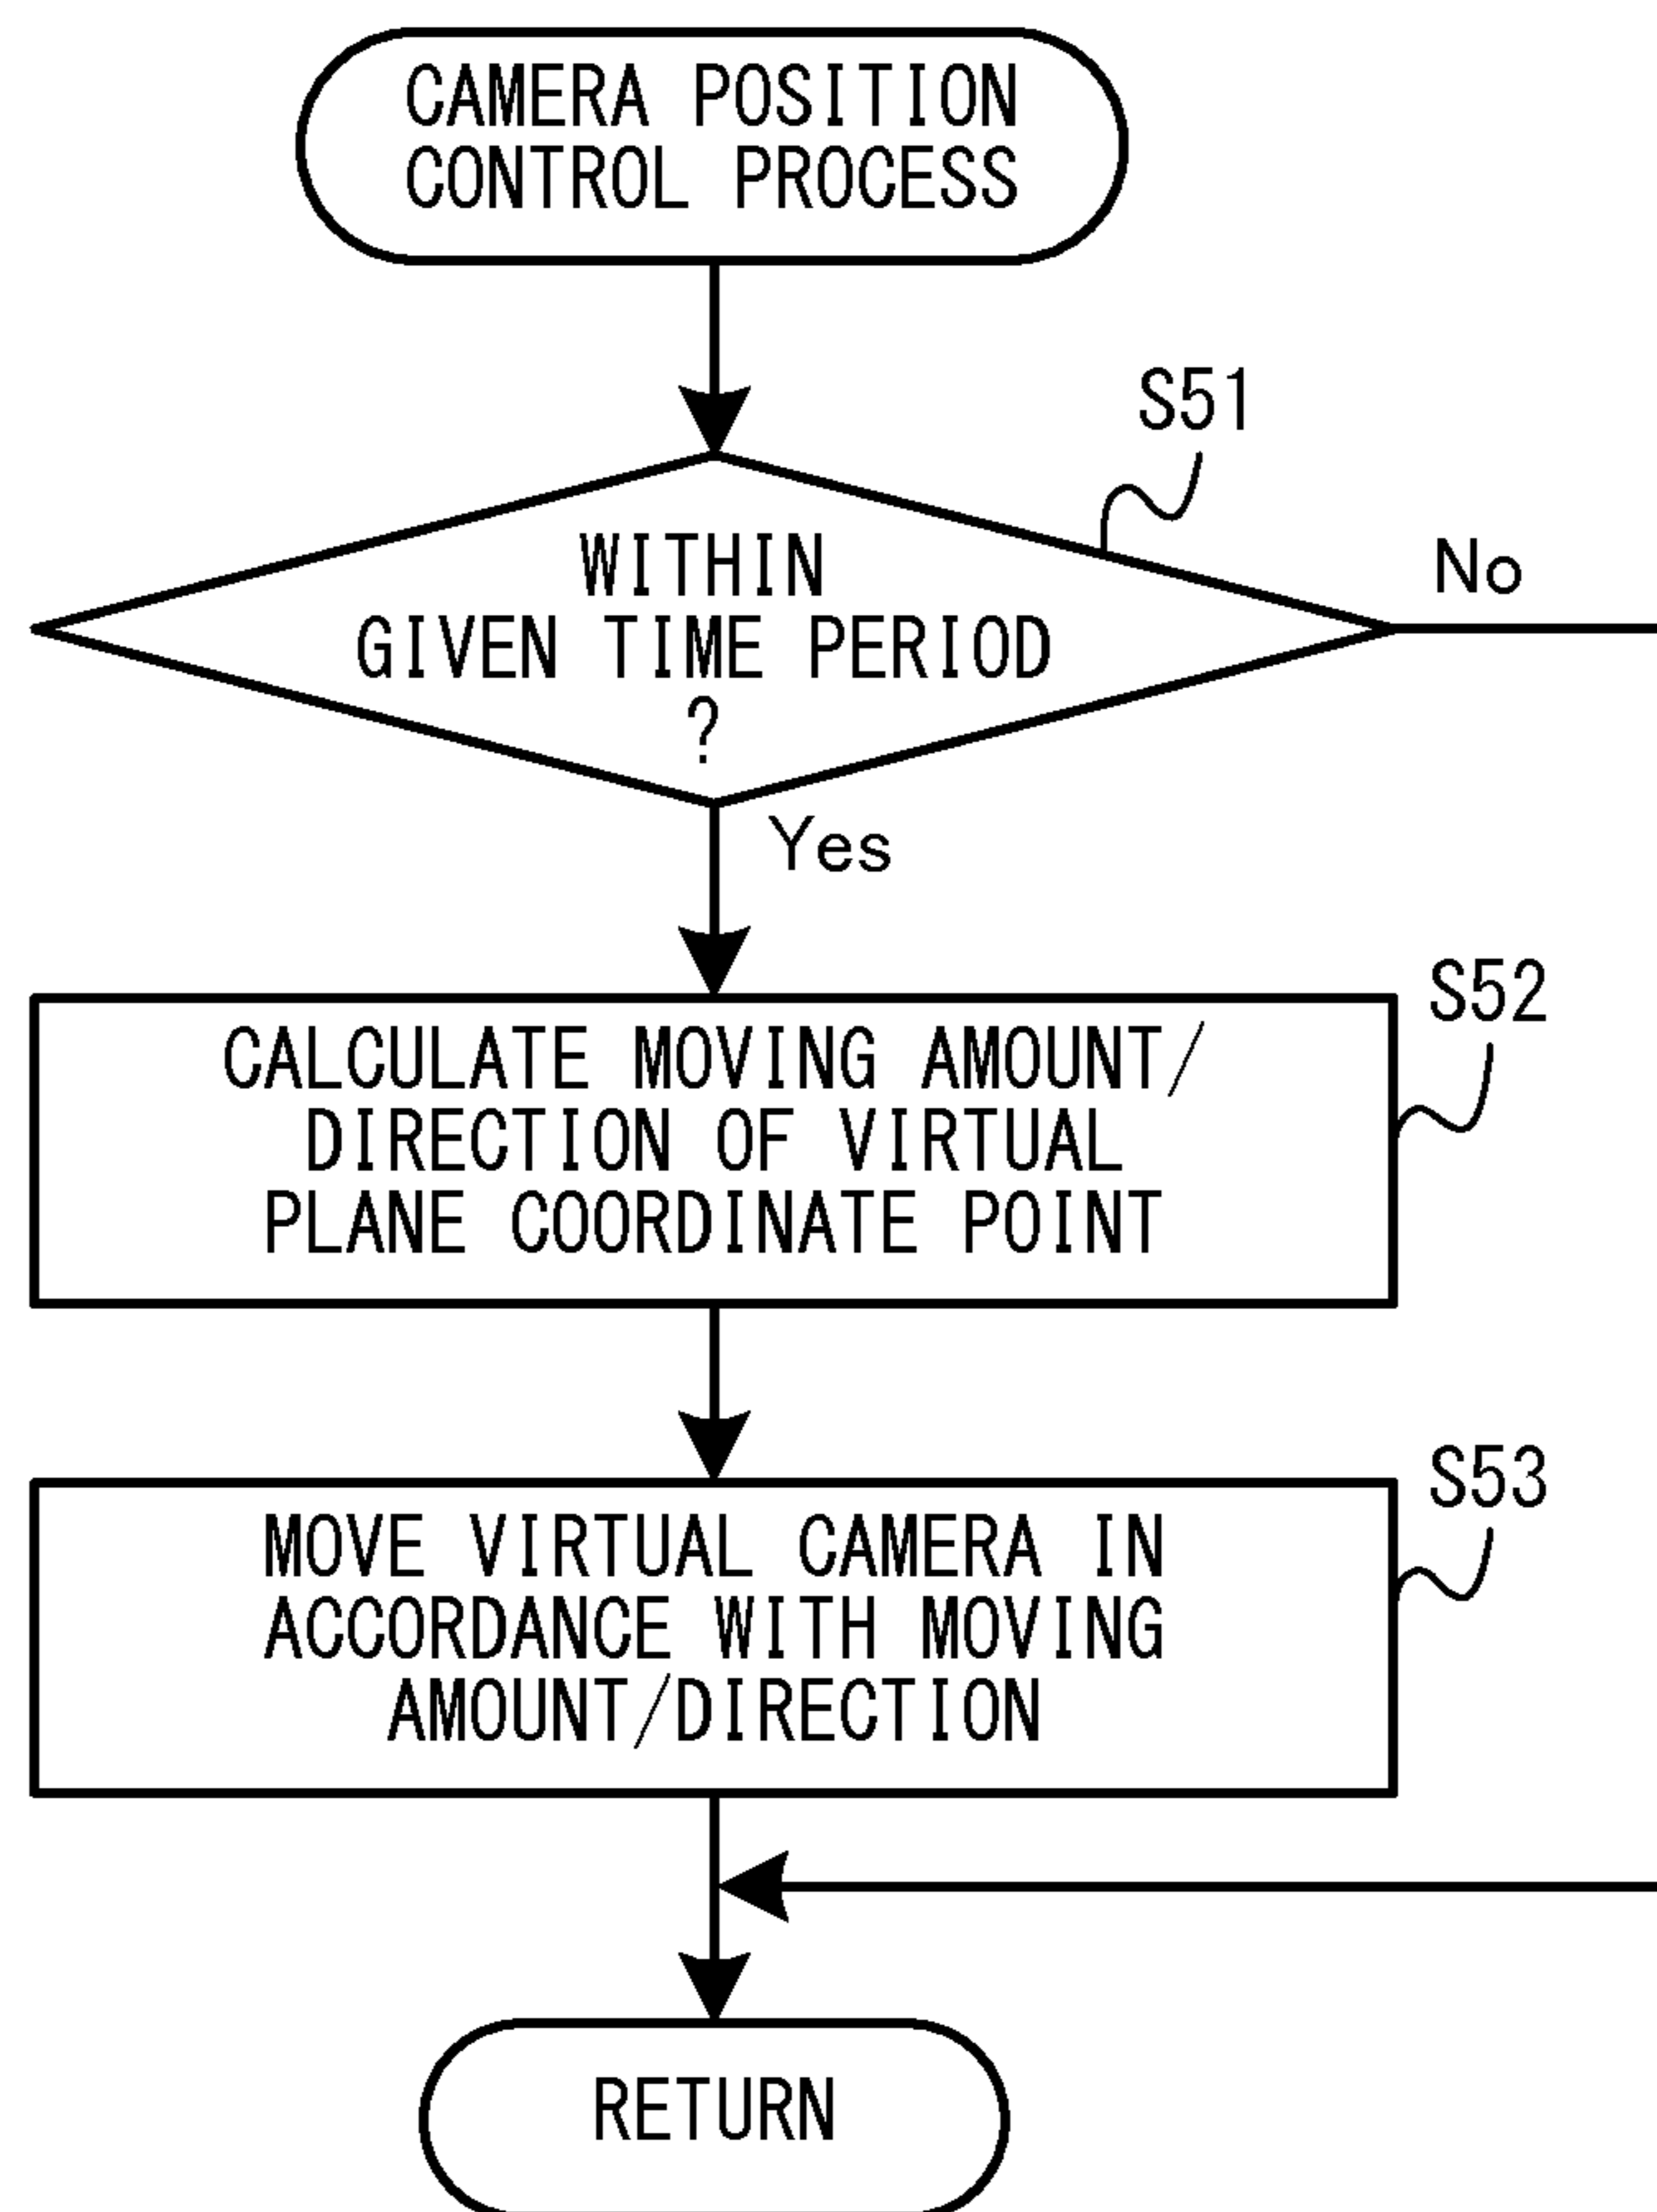 CAMERA POSITION
CONTROL PROCESS
S51
WITHIN
GIVEN TIME PERIOD
?
No
Yes
S52
CALCULATE MOVING AMOUNT/
DIRECTION OF VIRTUAL
PLANE COORDINATE POINT
S53
MOVE VIRTUAL CAMERA IN
ACCORDANCE WITH MOVING
AMOUNT/DIRECTION
RETURN